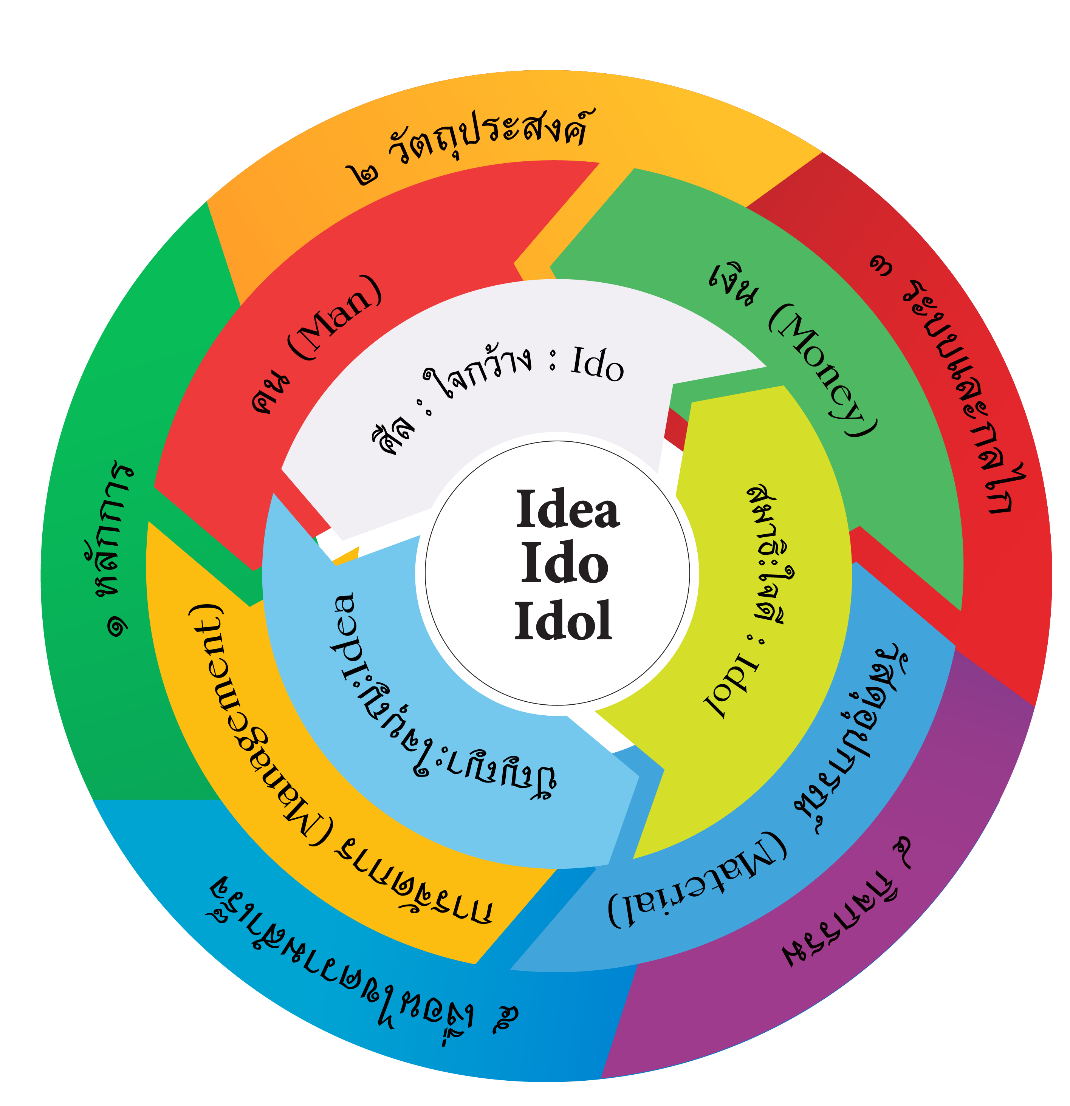 ๑ หลักการ
๒ วัตถุประสงค์
๓ ระบบและกลไก
๔ กิจกรรม
๕ เงื่อนไขความสำเร็จ
คน (Man)
เงิน (Money)
วัสดุอุปกรณ์ (Material)
การจัดการ (Management)
ศีล : ใจกว้าง : Ido
สมาธิ:ใจดี : Idol
ปัญญา:ใจบุญ:Idea
Idea
Ido
Idol